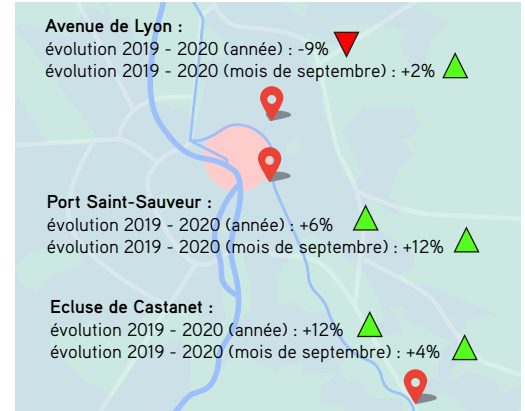 Avenue de Lyon :
évolution 2019 - 2020 (année) : -9%
évolution 2019 - 2020 (mois de septembre) : +2%
Port Saint-Sauveur :
évolution 2019 - 2020 (année) : +6%
évolution 2019 - 2020 (mois de septembre) : +12%
Ecluse de Castanet :
évolution 2019 - 2020 (année) : +12%
évolution 2019 - 2020 (mois de septembre) : +4%